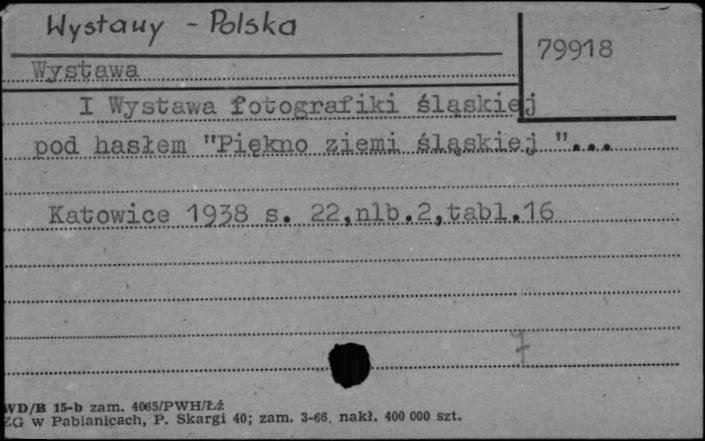 Wystawy - Polska
79918
Wystawa
I Wystawa fotografiki śląskiej
pod hasłem "Piękno ziemi śląskiej "...
Katowice 1938 s. 22,nlb.2,tabl.16
7
WD/B 15-b zam. 4065/PWH/Łź
ZG w Pabianicach, P. Skargi 40; zam. 3-66. nakł. 400 000 szt.